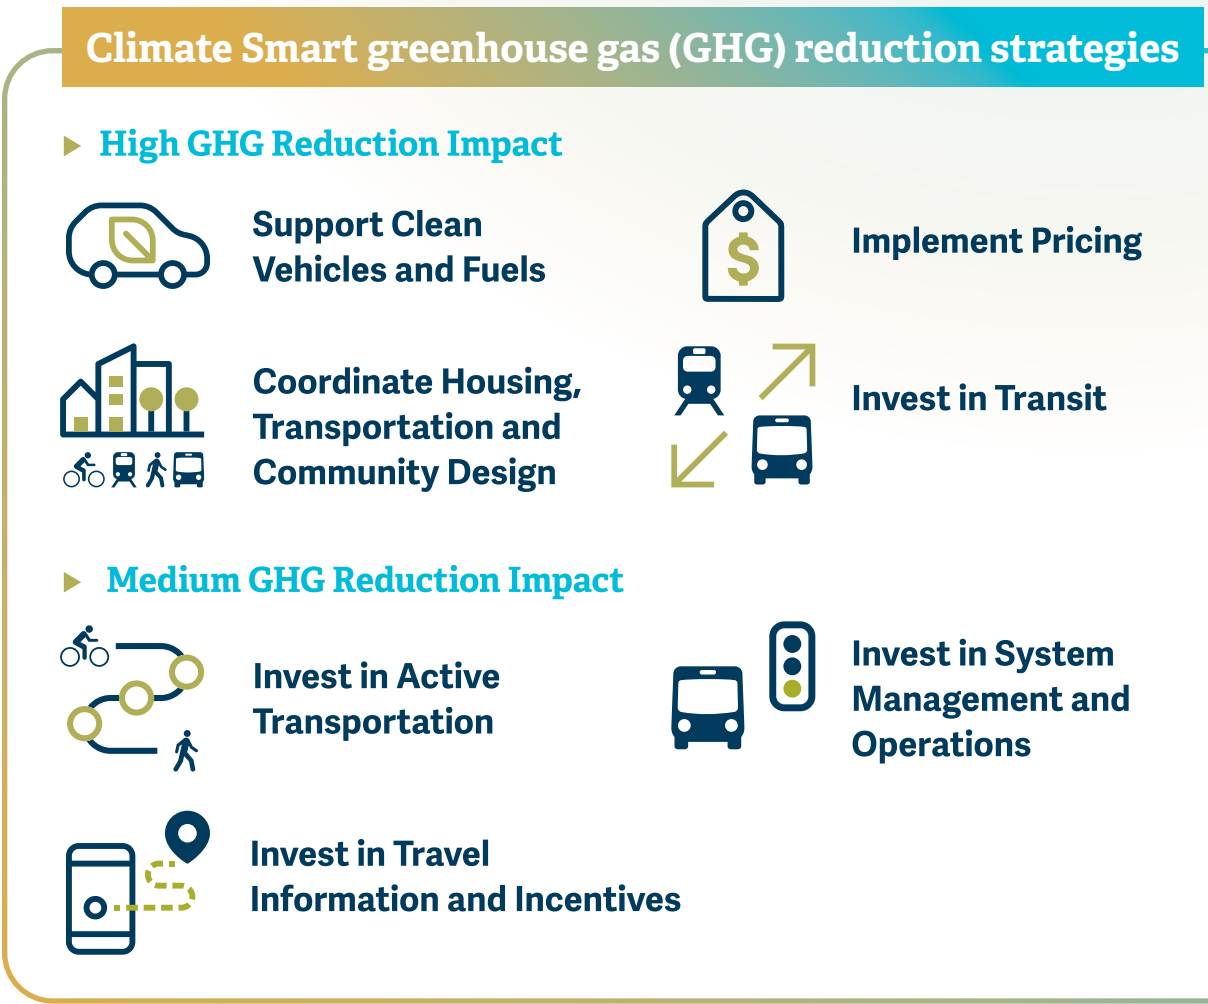 Climate Smart greenhouse gas (GHG) reduction strategies
High GHG Reduction Impact
Support Clean
Vehicles and Fuels
Implement Pricing
$
Coordinate Housing,
Transportation and
Community Design
Invest in Transit
Medium GHG Reduction Impact
Invest in Active
Transportation
Invest in System
Management and
Operations
Invest in Travel
Information and Incentives